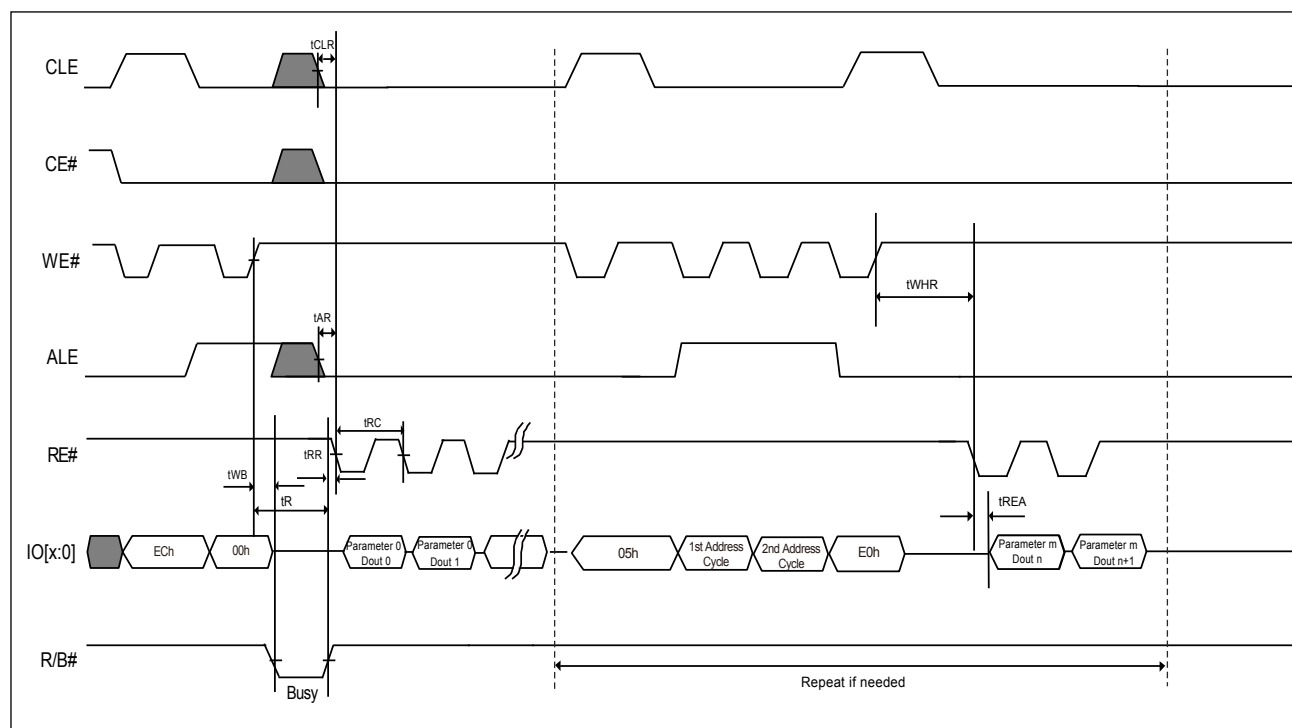 tCLR
CLE
CE#
WE#
tWHR
tAR
ALE
tRC
RE#
tRR
tWB
tR
tREA
IO[x:0]
ECh
00h
Parameter 0
Dout 0
Parameter 0
Dout 1
05h
1st Address
Cycle
2nd Address
Cycle
E0h
Parameter m
Dout n
Parameter m
Dout n+1
R/B#
Busy
Repeat if needed